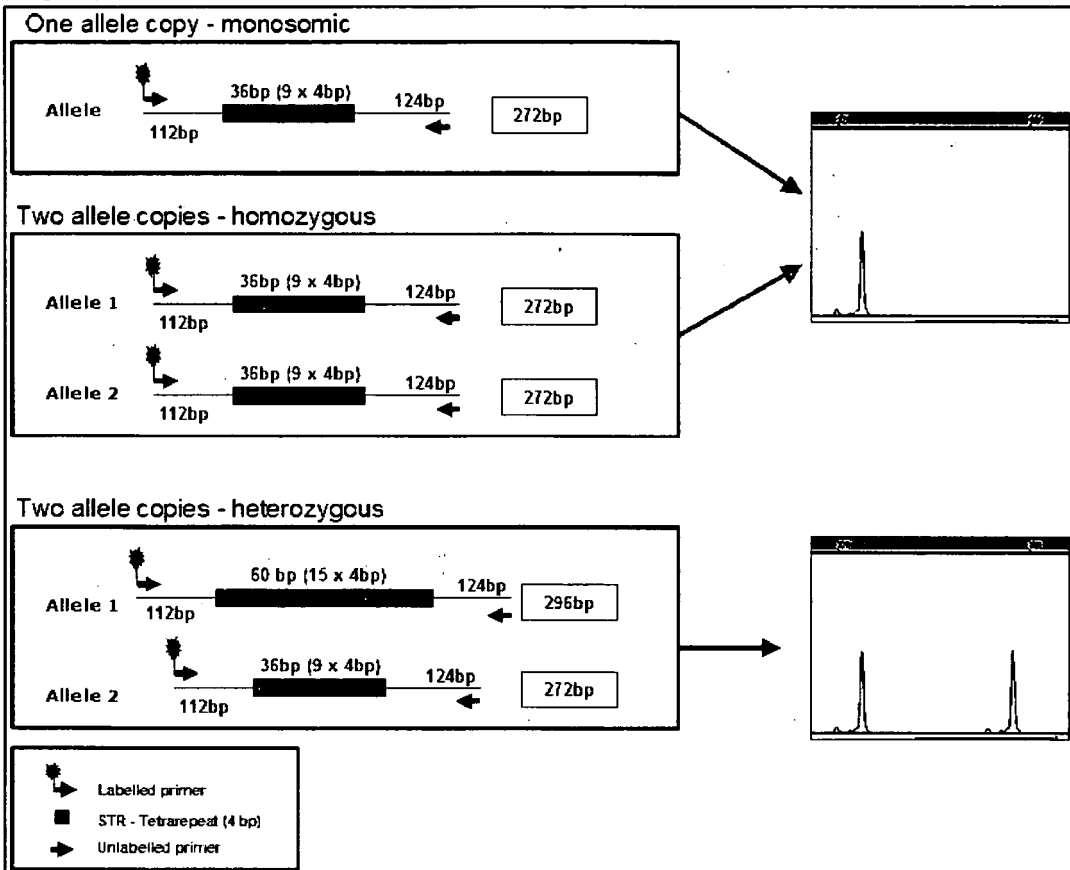 One allele copy - monosomic
Allele
36bp (9 x 4bp)
124bp
112bp
272bp
Two allele copies - homozygous
Allele 1
36bp (9 x 4bp)
124bp
112bp
272bp
Allele 2
36bp (9 x 4bp)
124bp
112bp
272bp
Two allele copies - heterozygous
Allele 1
60 bp (15 x 4bp)
124bp
112bp
296bp
Allele 2
36bp (9 x 4bp)
124bp
112bp
272bp
Labelled primer
STR - Tetrarepeat (4 bp)
Unlabelled primer